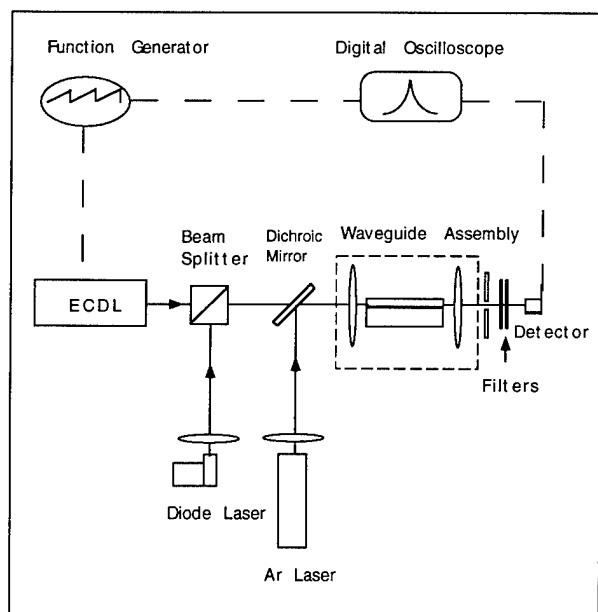 Function Generator
Digital Oscilloscope
Beam
Splitter
Dichroic
Mirror
Waveguide Assembly
ECDL
Detector
Filters
Diode Laser
Ar Laser